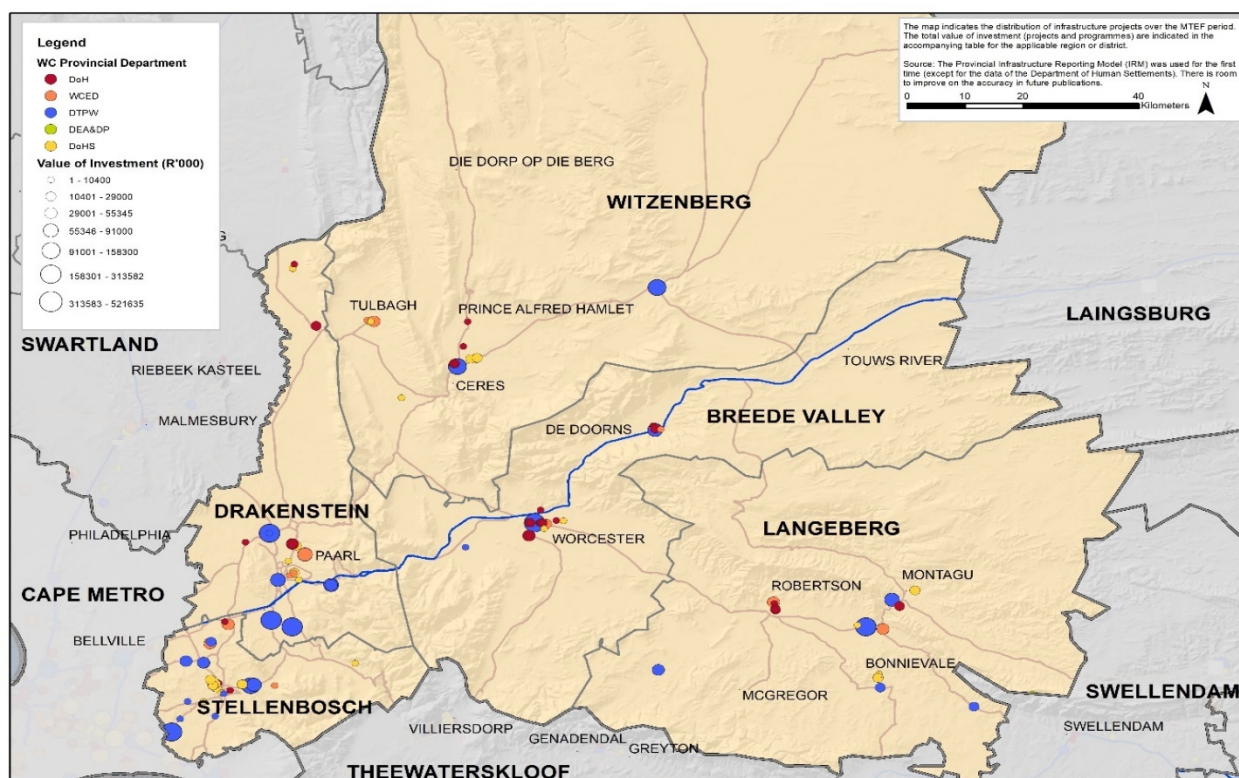 Legend
WC Provincial Department
DoH
WCED
DTPW
DEA&DP
DoHS
Value of Investment (R'000)
1 - 10400
10401 - 29000
29001 - 55345
55346 - 91000
91001 - 158300
158301 - 313582
313583 - 521635
The map indicates the distribution of infrastructure projects over the MTEF period.
The total value of investment (projects and programmes) are indicated in the
accompanying table for the applicable region or district.
Source: The Provincial Infrastructure Reporting Model (IRM) was used for the first
time (except for the data of the Department of Human Settlements). There is room
to improve on the accuracy in future publications.
N
0 10 20 40
Kilometers
DIE DORP OP DIE BERG
WITZENBERG
TULBAGH
PRINCE ALFRED HAMLET
LAINGSBURG
SWARTLAND
RIEBEEK KASTEEL
TOUWS RIVER
CERES
MALMESBURY
BREEDE VALLEY
DE DOORNS
DRAKENSTEIN
LANGEBERG
PHILADELPHIA
WORCESTER
PAARL
MONTAGU
ROBERTSON
CAPE METRO
BELLVILLE
BONNIEVALE
MCGREGOR
SWELLENDAM
STELLENBOSCH
VILLIERSDORP
SWELLENDAM
GENADENDAL
GREYTON
THEEWATERSKLOOF